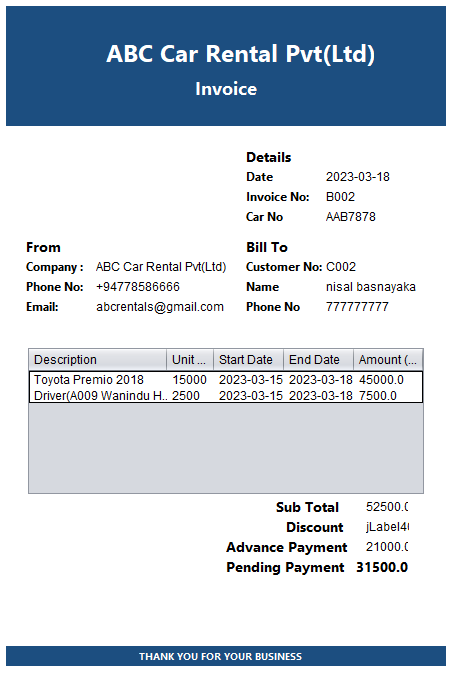 ABC Car Rental Pvt(Ltd)
Invoice
Details
Date 2023-03-18
Invoice No: B002
Car No AAB7878
From
Company : ABC Car Rental Pvt(Ltd)
Phone No: +94778586666
Email: abcrentals@gmail.com
Bill To
Customer No: C002
Name nisal basnayaka
Phone No 777777777
Description Unit ... Start Date End Date Amount (...
Toyota Premio 2018 15000 2023-03-15 2023-03-18 45000.0
Driver(A009 Wanindu H... 2500 2023-03-15 2023-03-18 7500.0
Sub Total 52500.0
Discount jLabel4
Advance Payment 21000.0
Pending Payment 31500.0
THANK YOU FOR YOUR BUSINESS